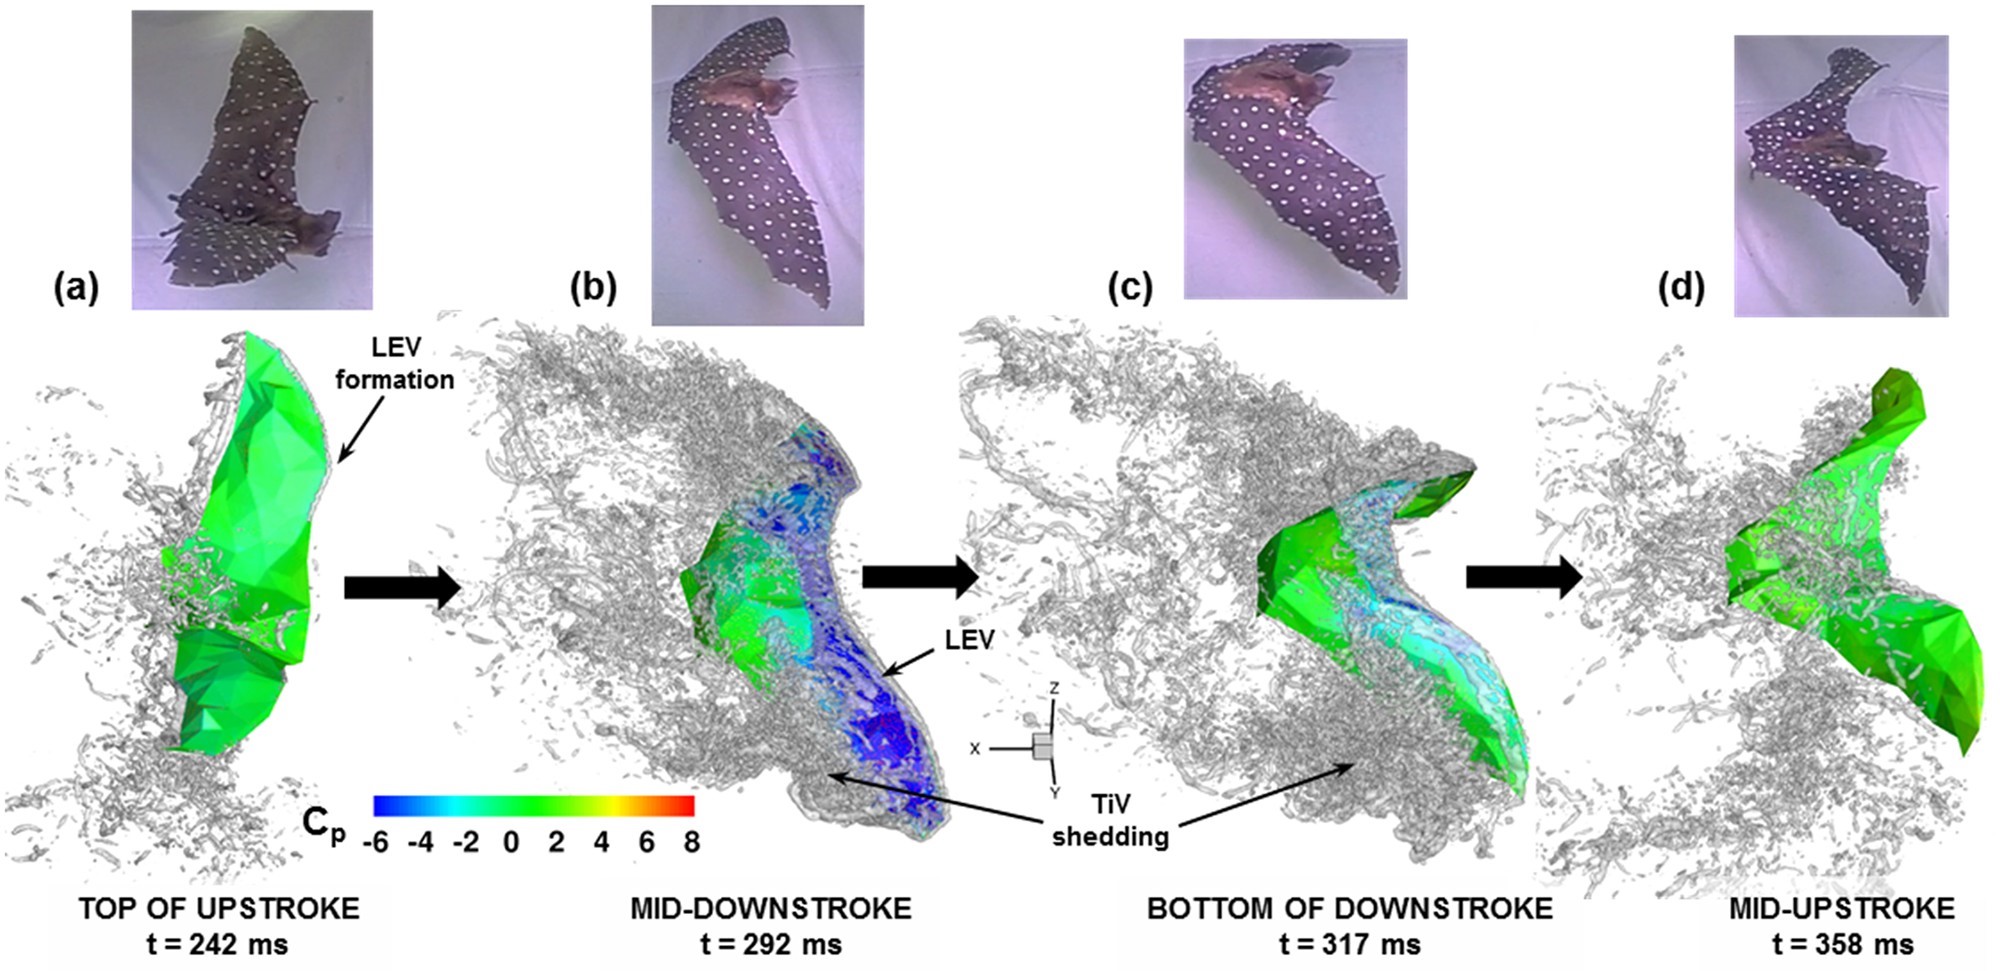 (a)
(b)
(c)
(d)
LEV
formation
LEV
Z
X
Y
TiV
shedding
Cp
-6 -4 -2 0 2 4 6 8
TOP OF UPSTROKE
t = 242 ms
MID-DOWNSTROKE
t = 292 ms
BOTTOM OF DOWNSTROKE
t = 317 ms
MID-UPSTROKE
t = 358 ms